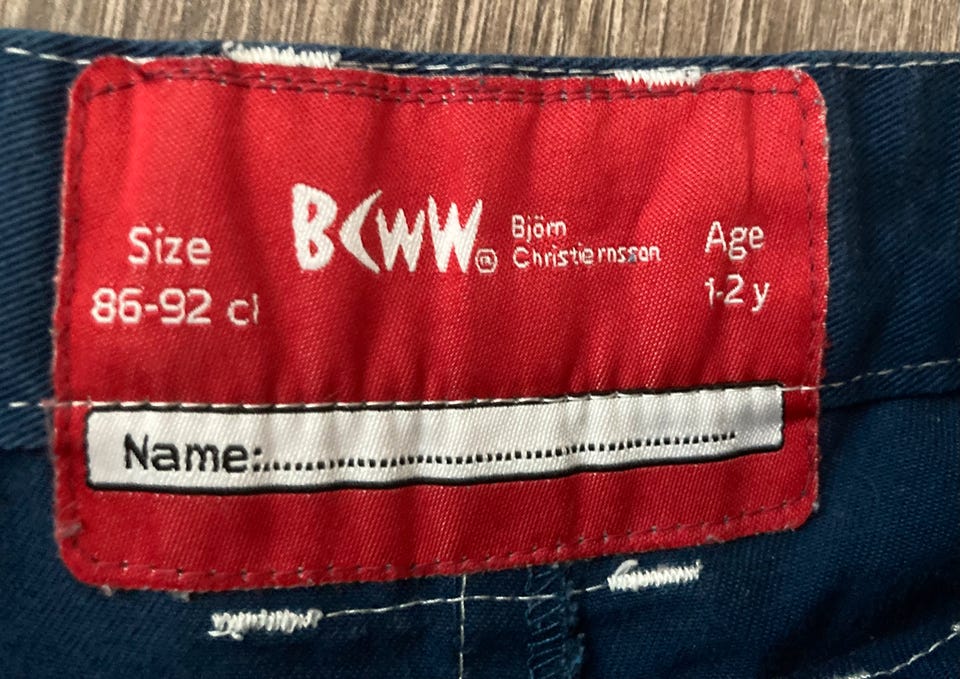 BCWW®
Björn
Christiernsson
Size
86-92 cl
Age
1-2 y
Name:..............................................